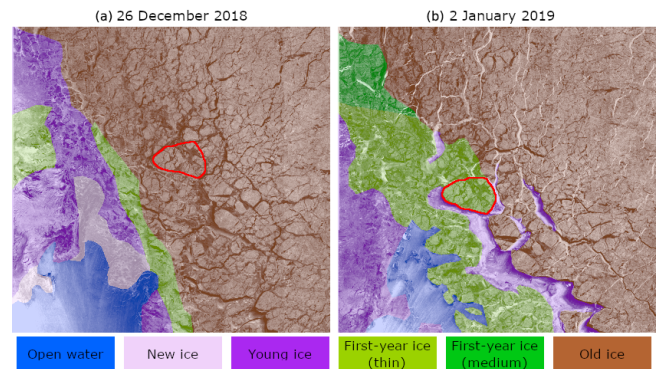 (a) 26 December 2018
(b) 2 January 2019
Open water
New ice
Young ice
First-year ice
(thin)
First-year ice
(medium)
Old ice